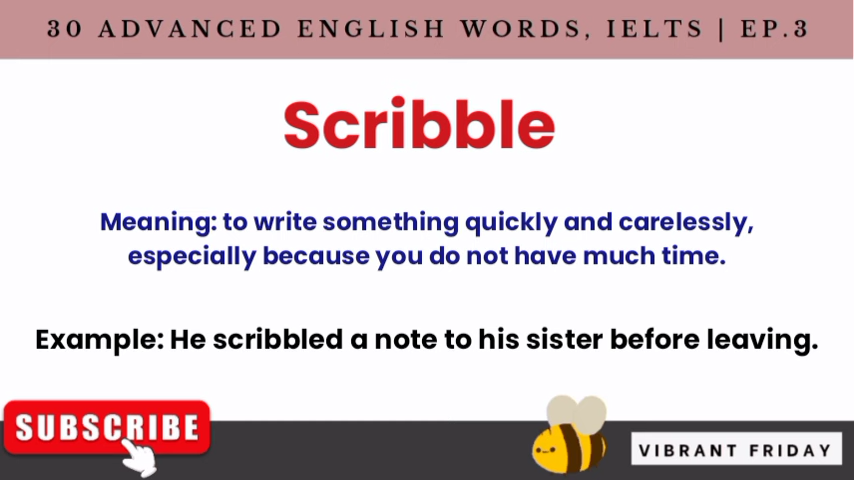 30 ADVANCED ENGLISH WORDS, IELTS | EP.3
Scribble
Meaning: to write something quickly and carelessly,
especially because you do not have much time.
Example: He scribbled a note to his sister before leaving.
SUBSCRIBE
VIBRANT FRIDAY